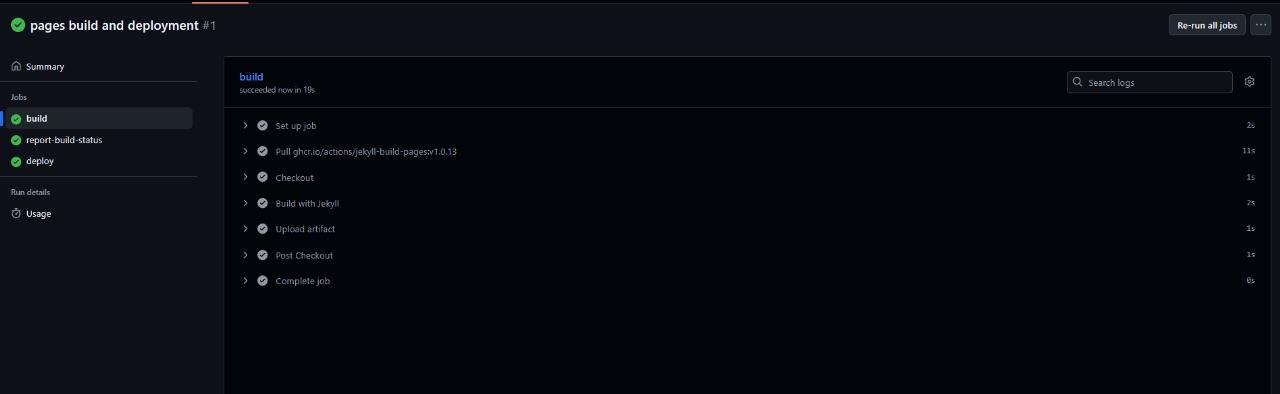 pages build and deployment #1
Re-run all jobs
Summary
Jobs
build
report-build-status
deploy
Run details
Usage
build
succeeded now in 19s
Search logs
Set up job 2s
Pull ghcr.io/actions/jekyll-build-pages:v1.0.13 11s
Checkout 1s
Build with Jekyll 2s
Upload artifact 1s
Post Checkout 1s
Complete job 0s